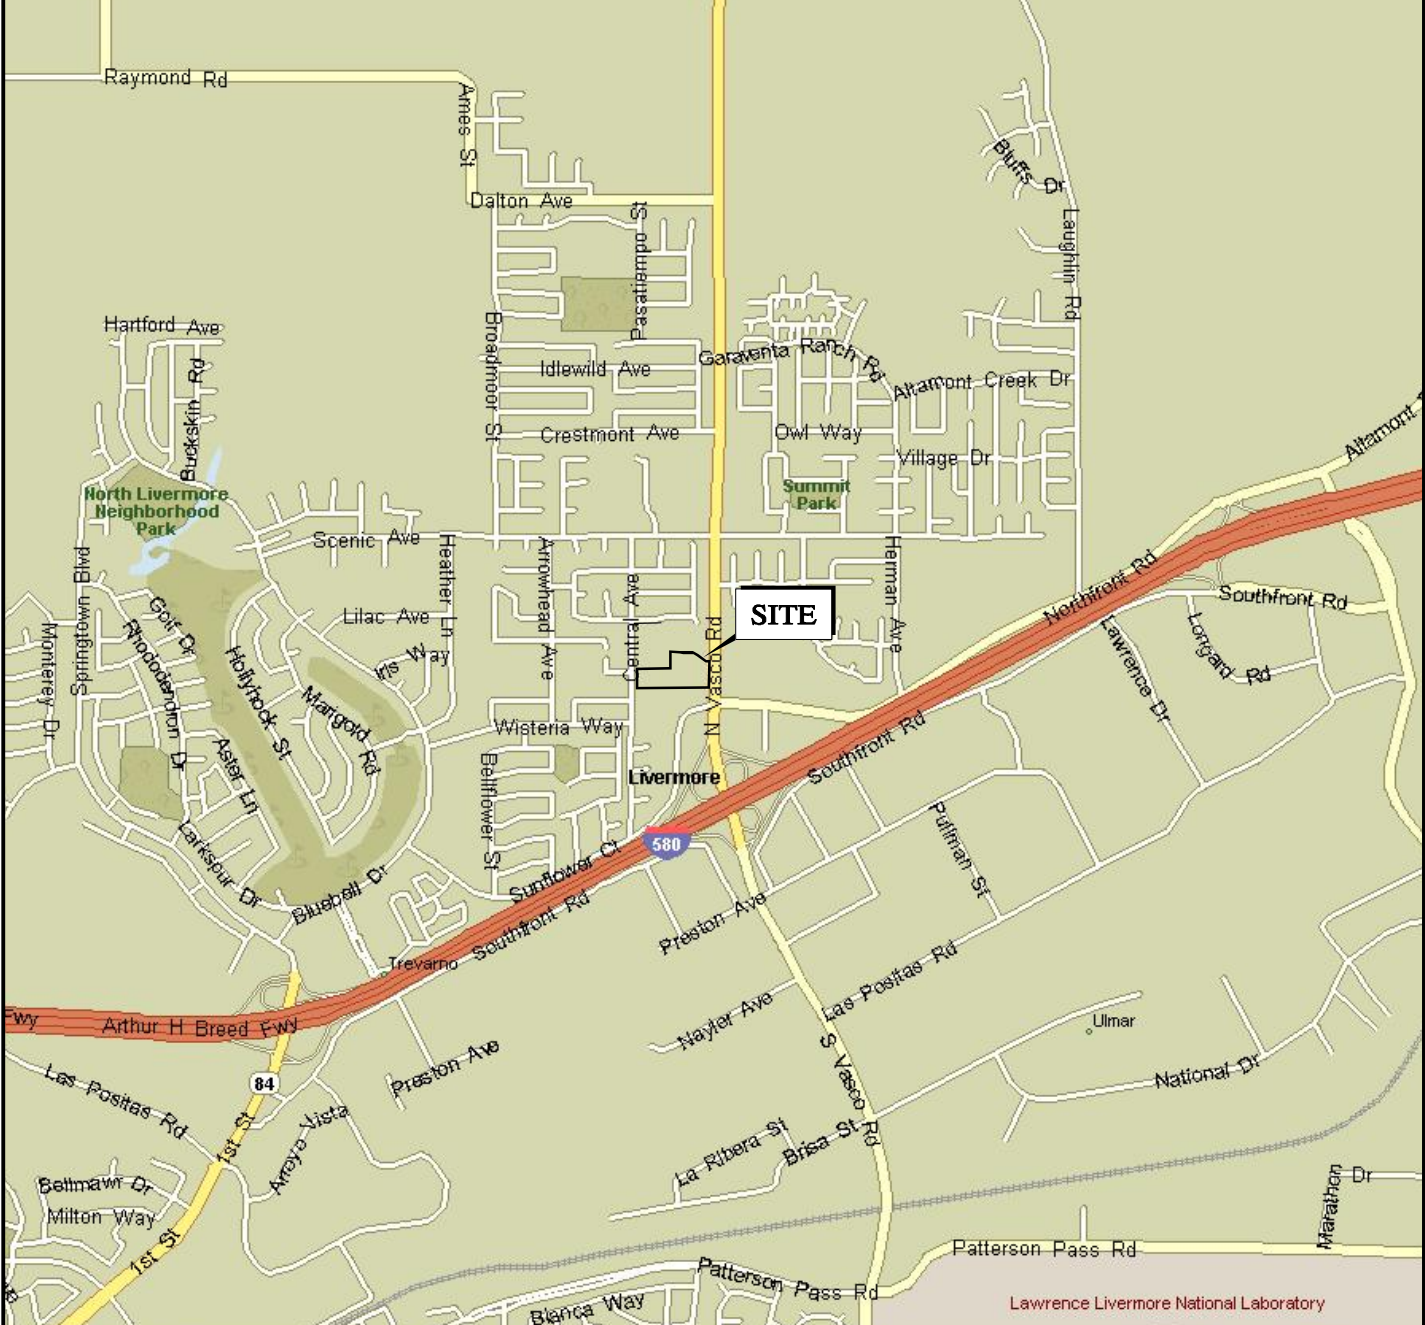 Raymond Rd
Ames St
Bluffs Dr
Dalton Ave
Passatiempo St
Laughlin Rd
Hartford Ave
Broadmoor St
Garaventa Ranch Rd
Buckskin Rd
Idlewild Ave
Altamont Creek Dr
Altamont
Crestmont Ave
Owl Way
Village Dr
North Livermore
Neighborhood
Park
Summit
Park
Scenic Ave
Heather Ln
Arrowhead Ave
Central Ave
Herman Ave
Northfront Rd
Springtown Blvd
Southfront Rd
SITE
Lilac Ave
Golf Dr
Rhododendron Dr
Monterey Dr
Hollyhock St
Iris Way
N Vasco Rd
Lawrence Dr
Longard Rd
Marigold Rd
Wisteria Way
Southfront Rd
Aster Ln
Bellflower St
Livermore
Pullman St
Larkspur Dr
580
Sunflower Ct
Bluebell Dr
Southfront Rd
Preston Ave
Trevarno
Las Positas Rd
Fwy
Arthur H Breed Fwy
Nayler Ave
Ulmar
Preston Ave
S Vasco Rd
National Dr
84
Las Positas Rd
1st St
Arroyo Vista
La Ribera St
Brisa St
Bellmawr Dr
Milton Way
Marathon Dr
1st St
Patterson Pass Rd
Patterson Pass Rd
Bianca Way
Lawrence Livermore National Laboratory